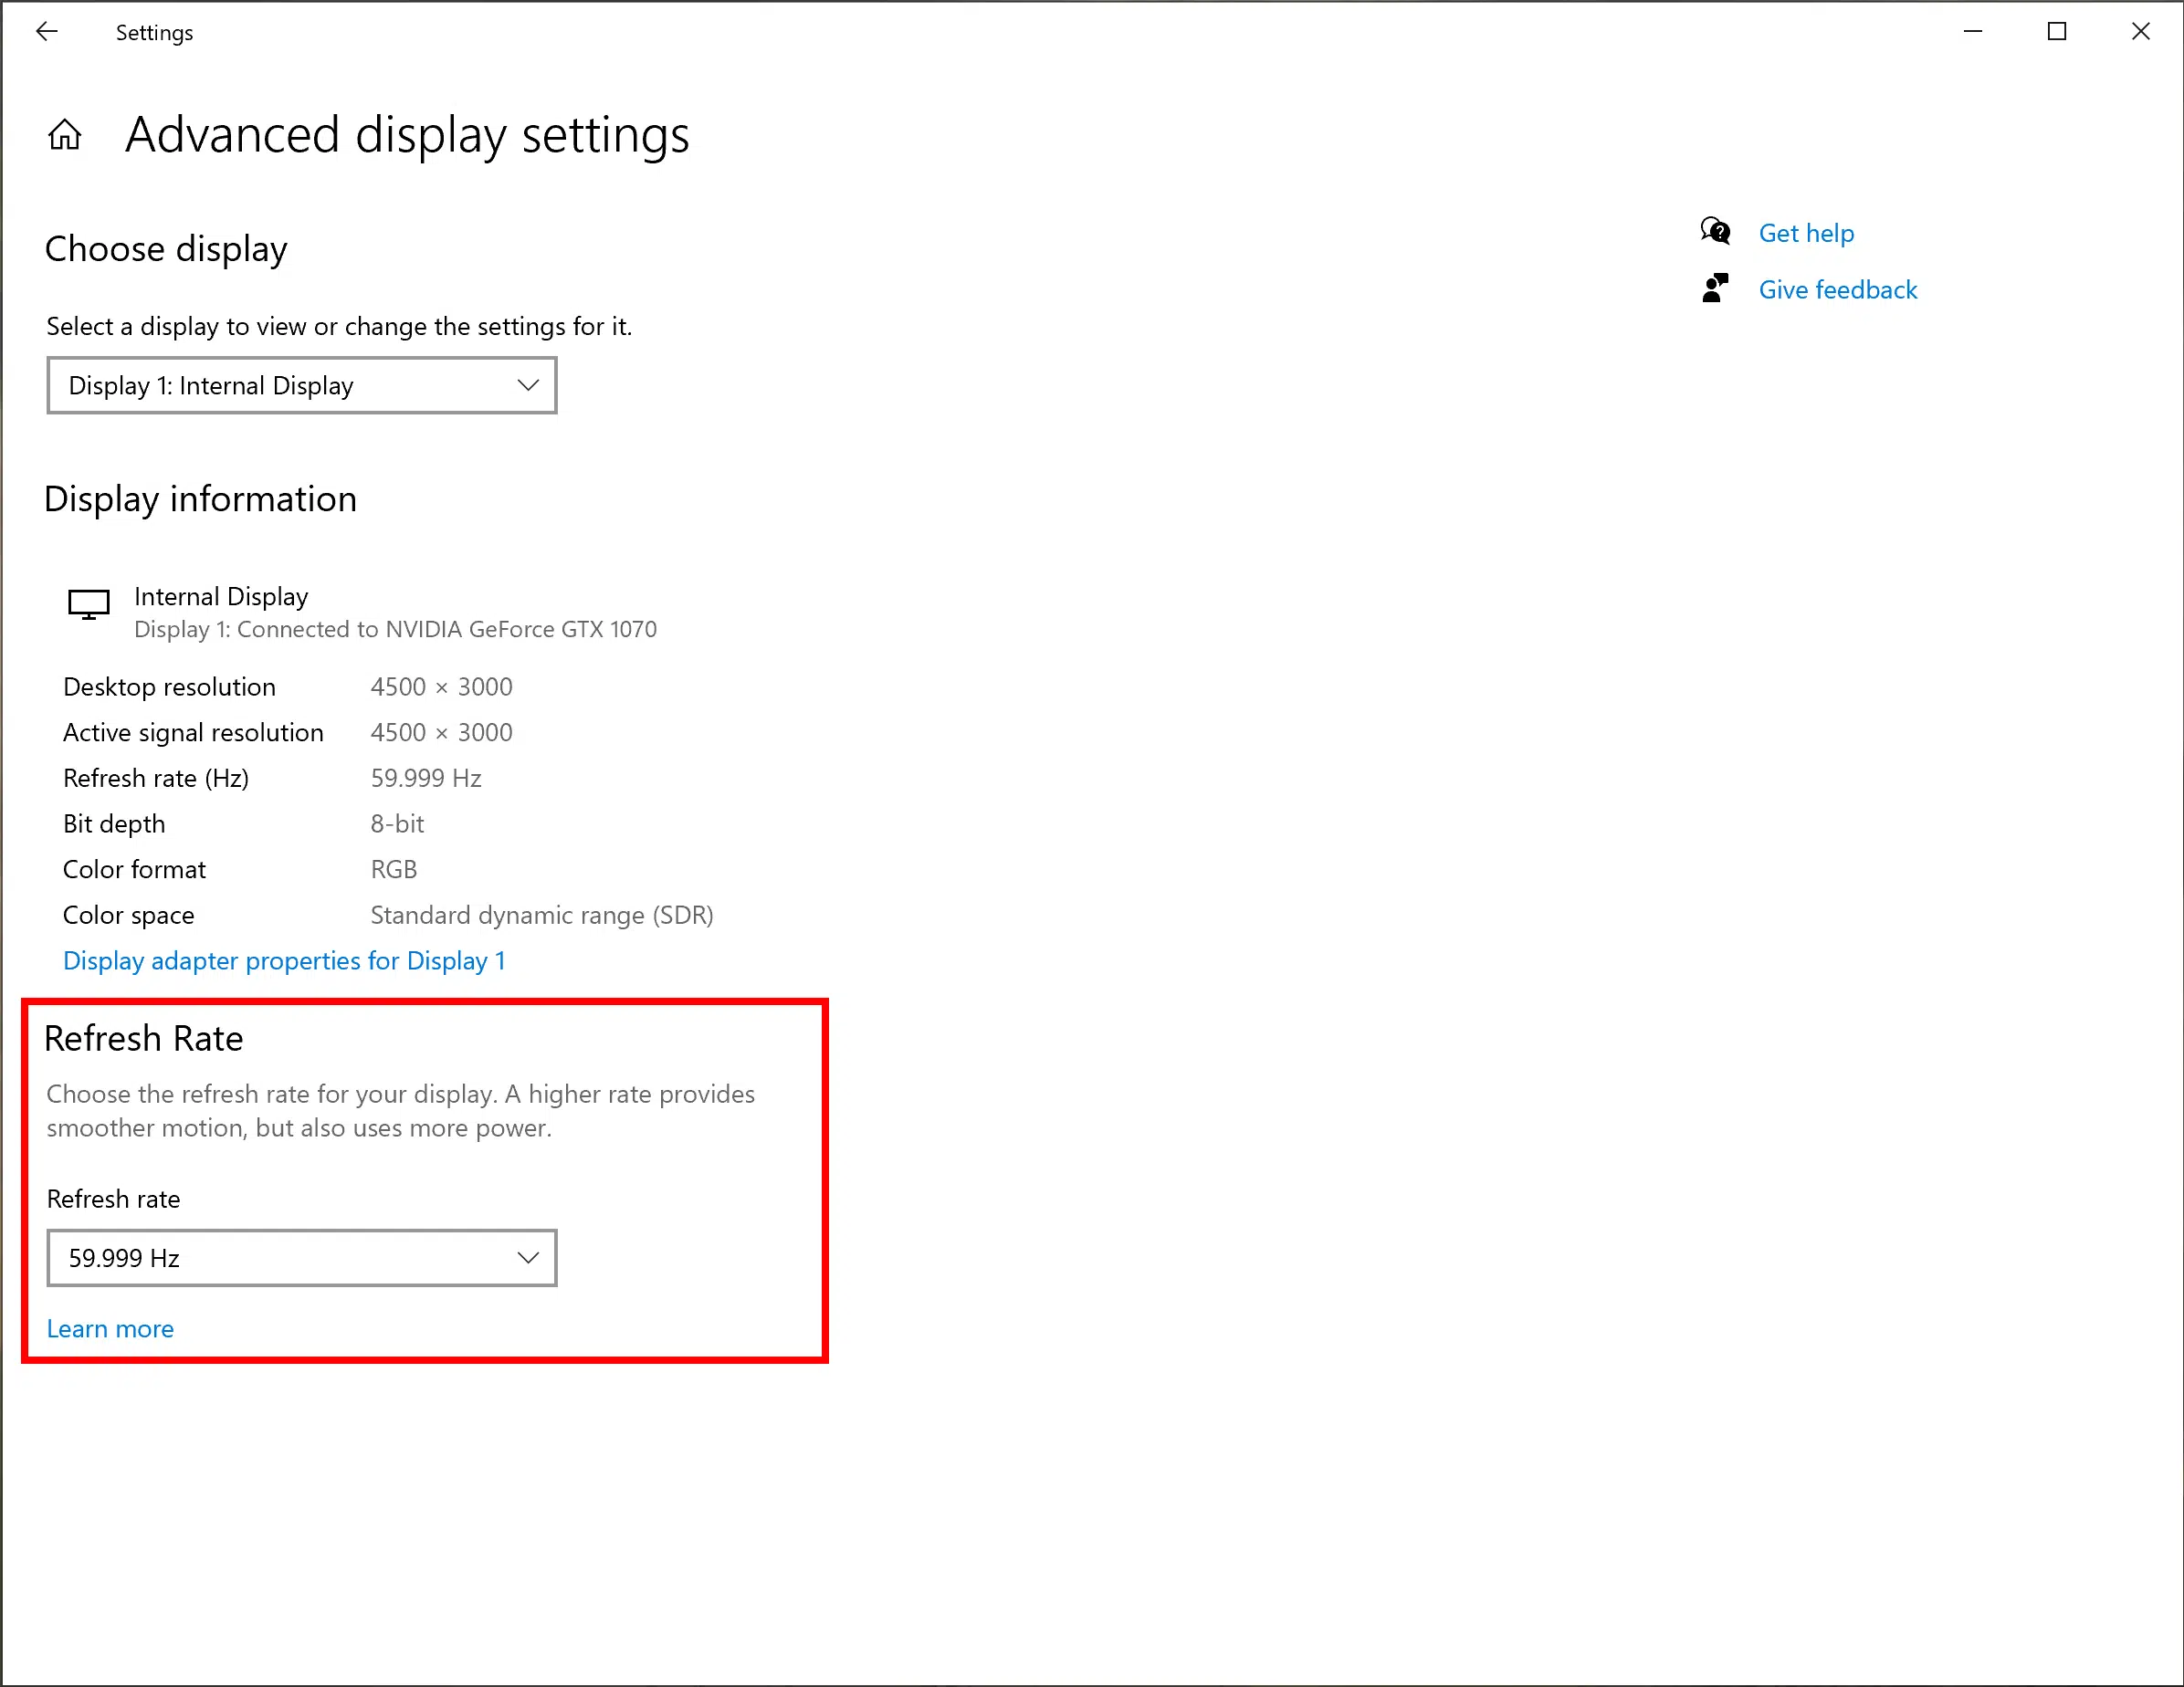 Settings
Advanced display settings
Choose display
Get help
Give feedback
Select a display to view or change the settings for it.
Display 1: Internal Display
Display information
Internal Display
Display 1: Connected to NVIDIA GeForce GTX 1070
Desktop resolution 4500 × 3000
Active signal resolution 4500 × 3000
Refresh rate (Hz) 59.999 Hz
Bit depth 8-bit
Color format RGB
Color space Standard dynamic range (SDR)
Display adapter properties for Display 1
Refresh Rate
Choose the refresh rate for your display. A higher rate provides
smoother motion, but also uses more power.
Refresh rate
59.999 Hz
Learn more